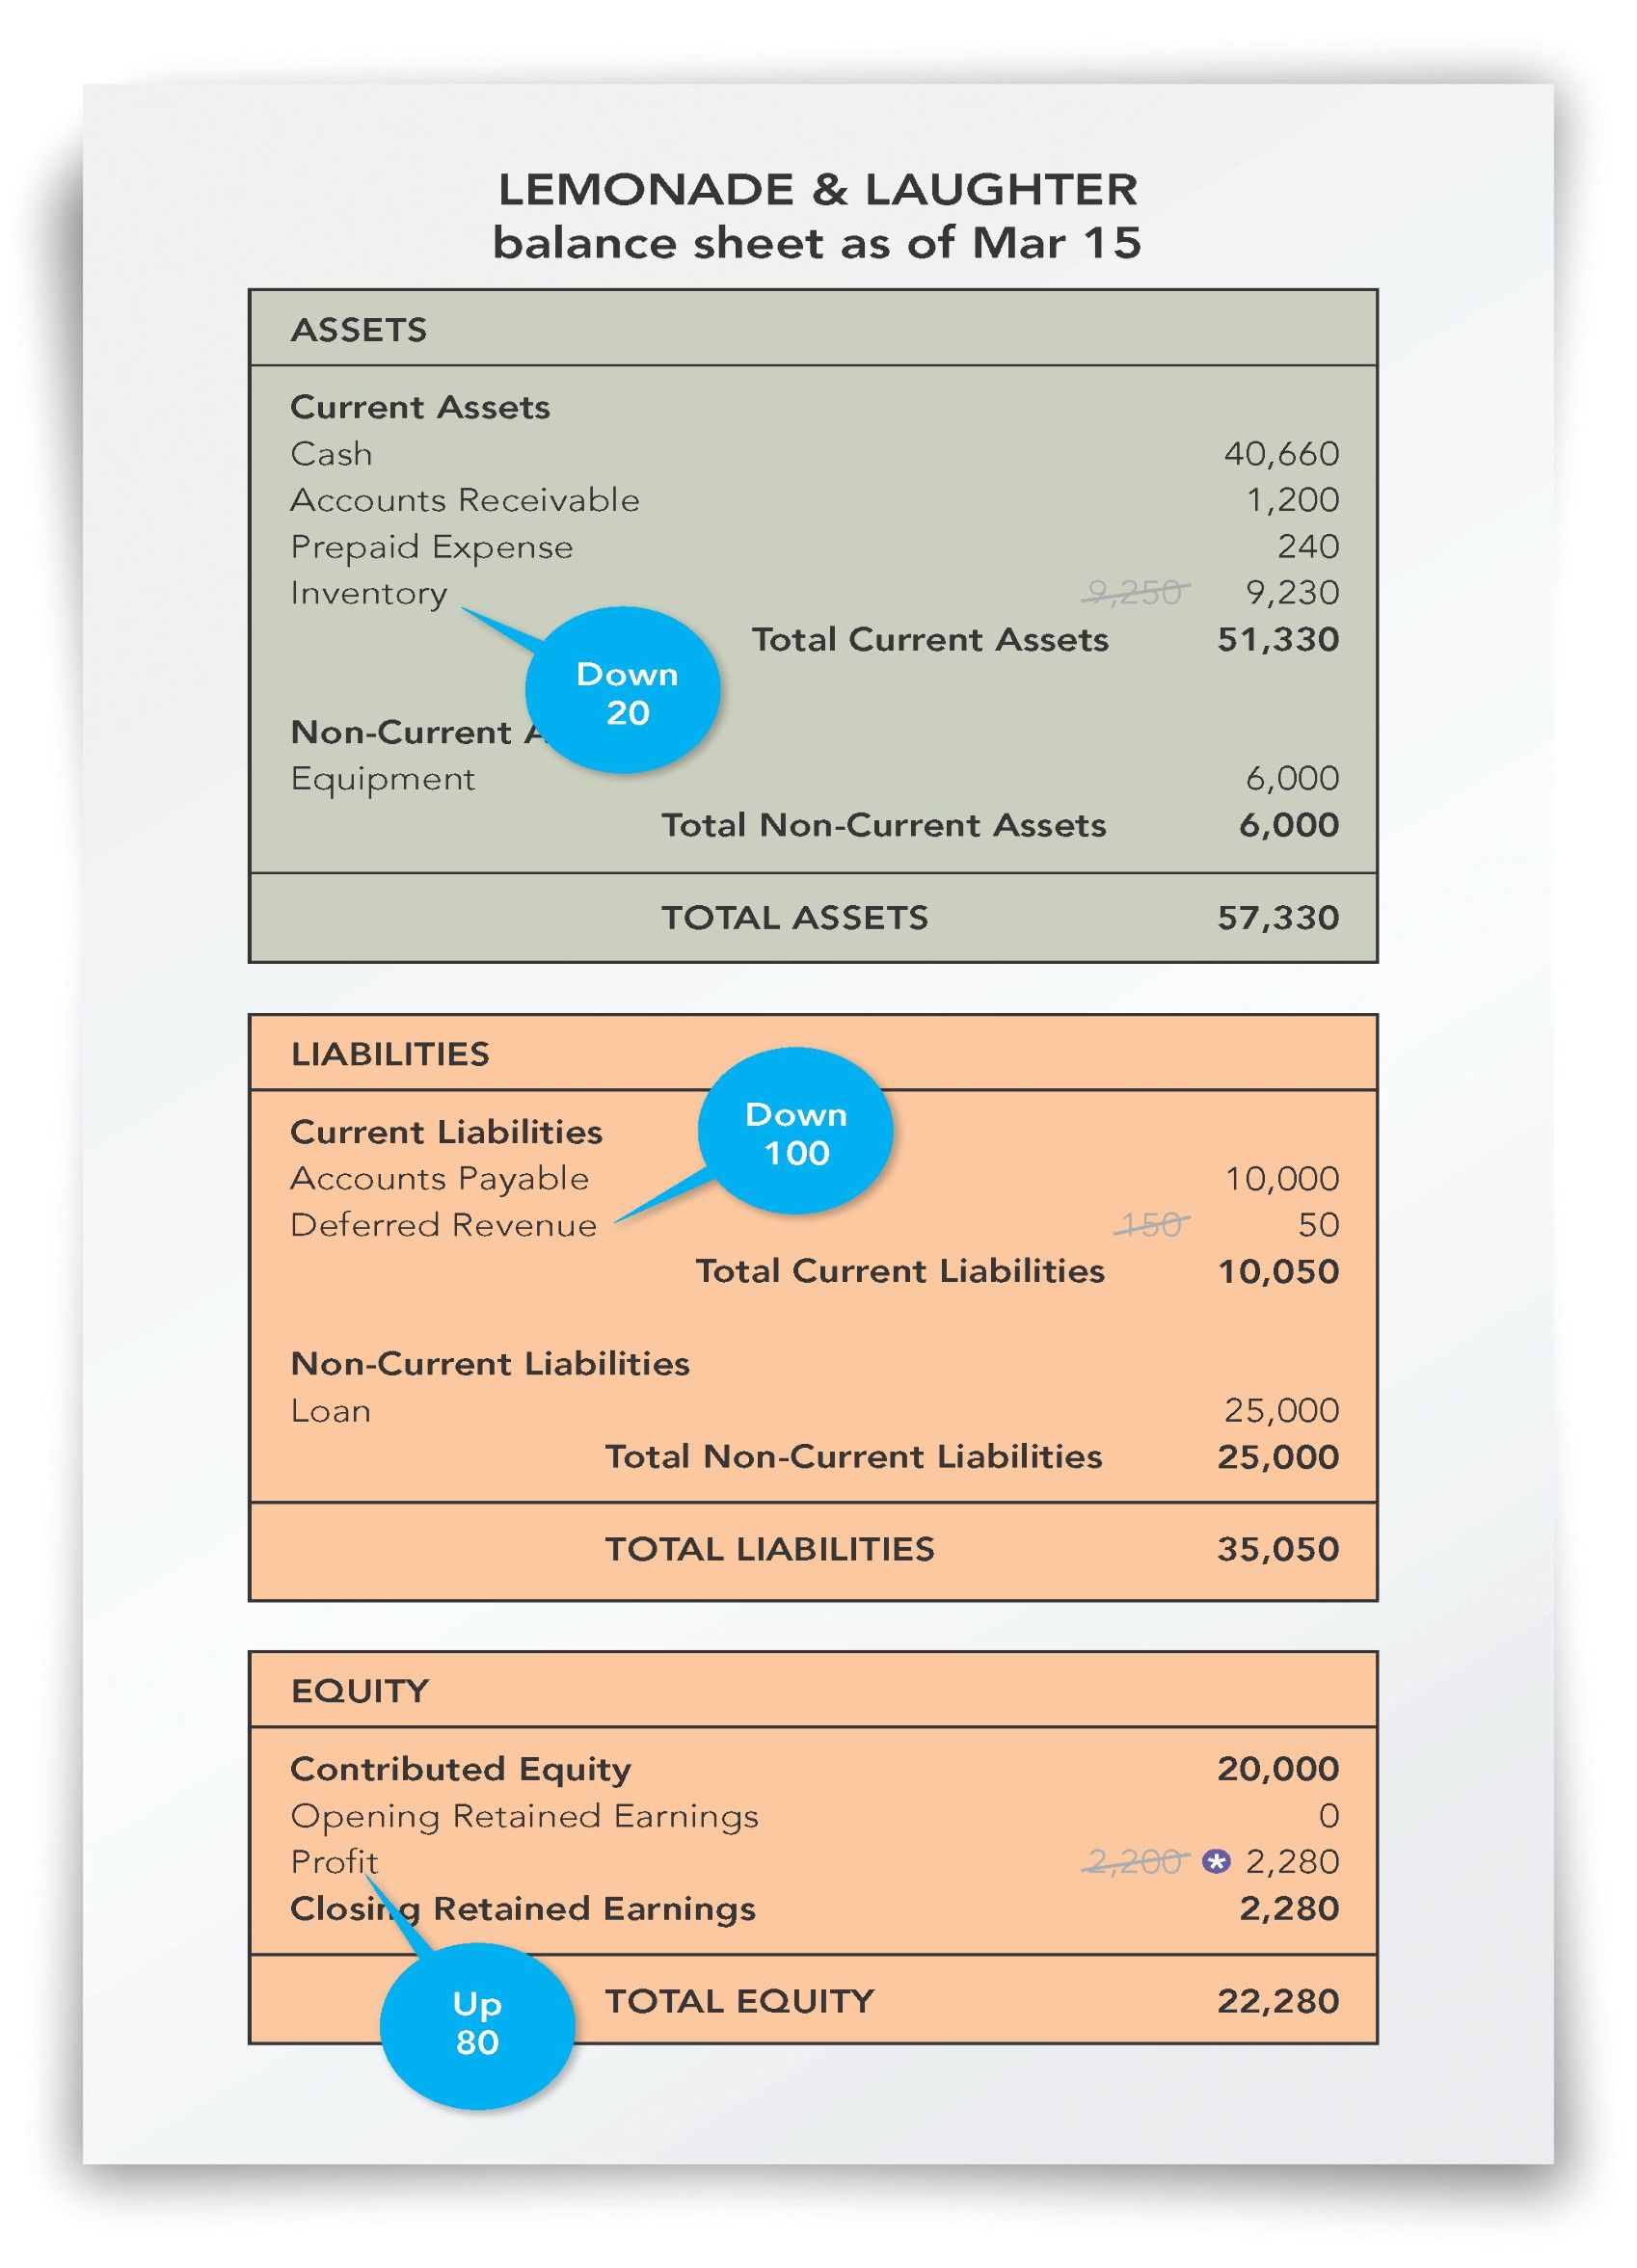 LEMONADE & LAUGHTER
balance sheet as of Mar 15
ASSETS
Current Assets
Cash 40,660
Accounts Receivable 1,200
Prepaid Expense 240
Inventory 9,250 9,230
Total Current Assets 51,330
Down
20
Non-Current A
Equipment 6,000
Total Non-Current Assets 6,000
TOTAL ASSETS 57,330
LIABILITIES
Down
100
Current Liabilities
Accounts Payable 10,000
Deferred Revenue 150 50
Total Current Liabilities 10,050
Non-Current Liabilities
Loan 25,000
Total Non-Current Liabilities 25,000
TOTAL LIABILITIES 35,050
EQUITY
Contributed Equity 20,000
Opening Retained Earnings 0
Profit 2,200 * 2,280
Closing Retained Earnings 2,280
TOTAL EQUITY 22,280
Up
80